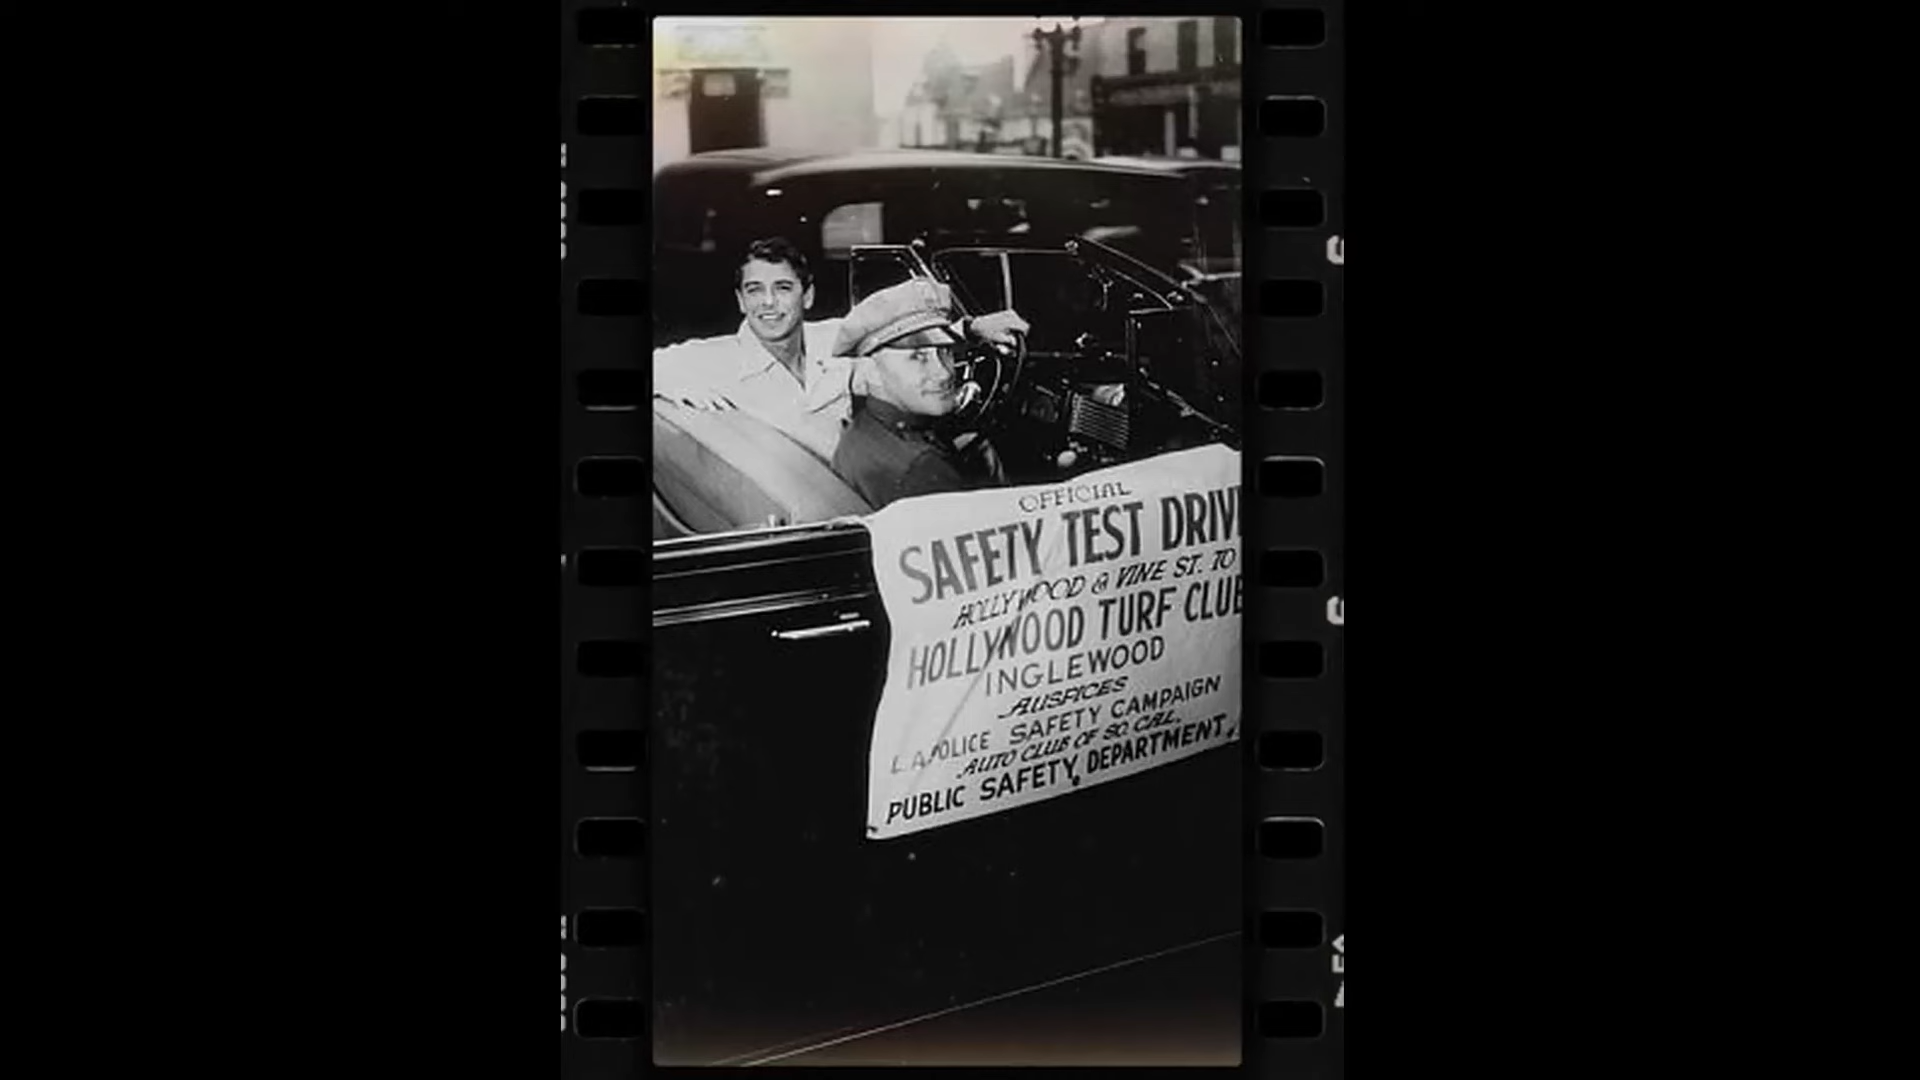 OFFICIAL
SAFETY TEST DRIV
HOLLYWOOD & VINE ST. TO
HOLLYWOOD TURF CLUB
INGLEWOOD
AUSPICES
L.A. POLICE SAFETY CAMPAIGN
AUTO CLUB OF SO. CAL.
PUBLIC SAFETY DEPARTMENT